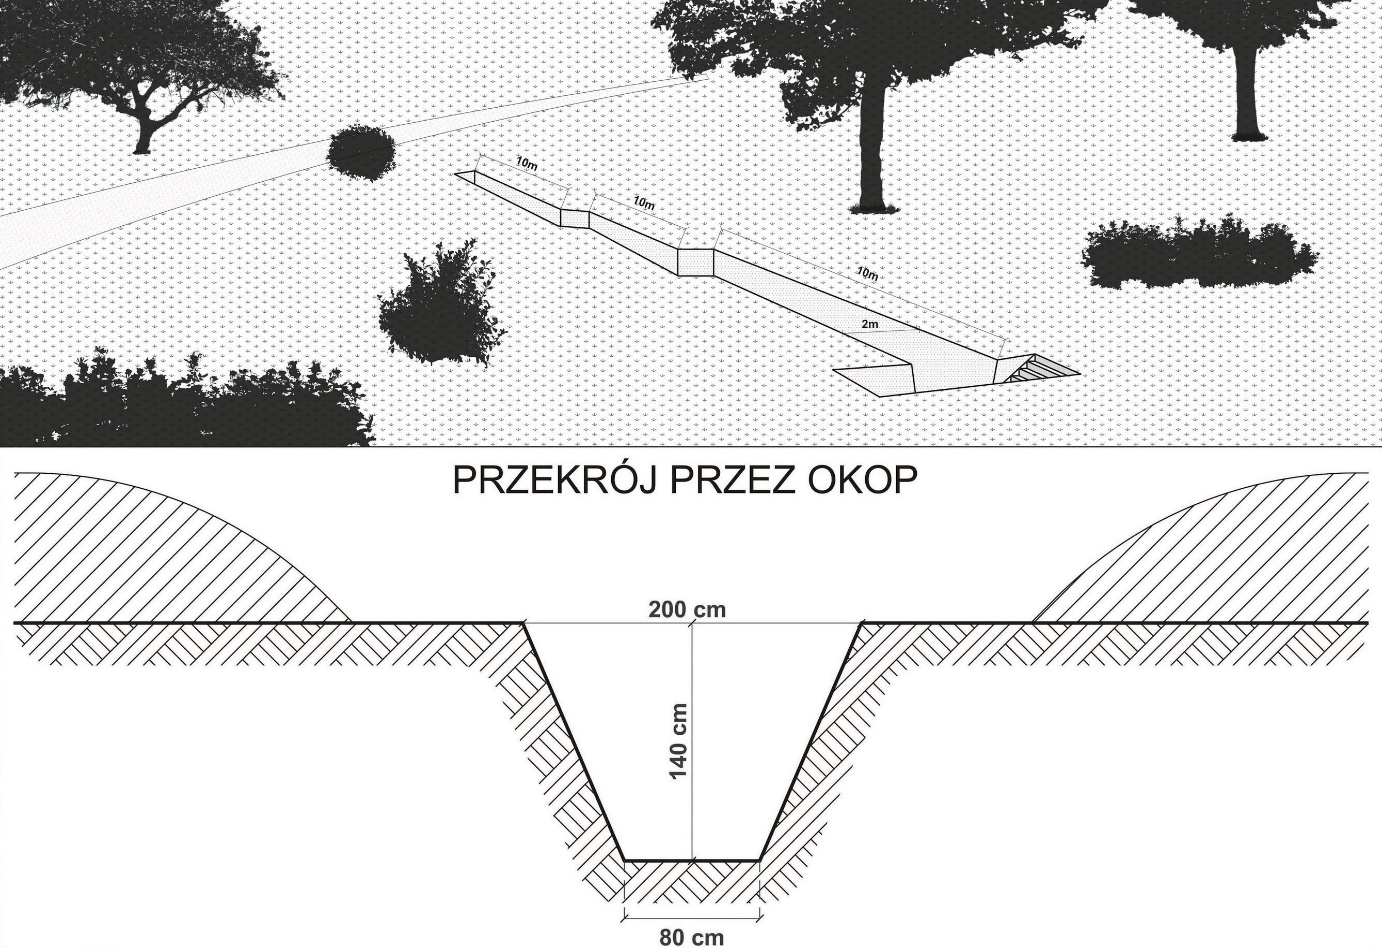 10m
10m
10m
2m
PRZEKRÓJ PRZEZ OKOP
200 cm
140 cm
80 cm